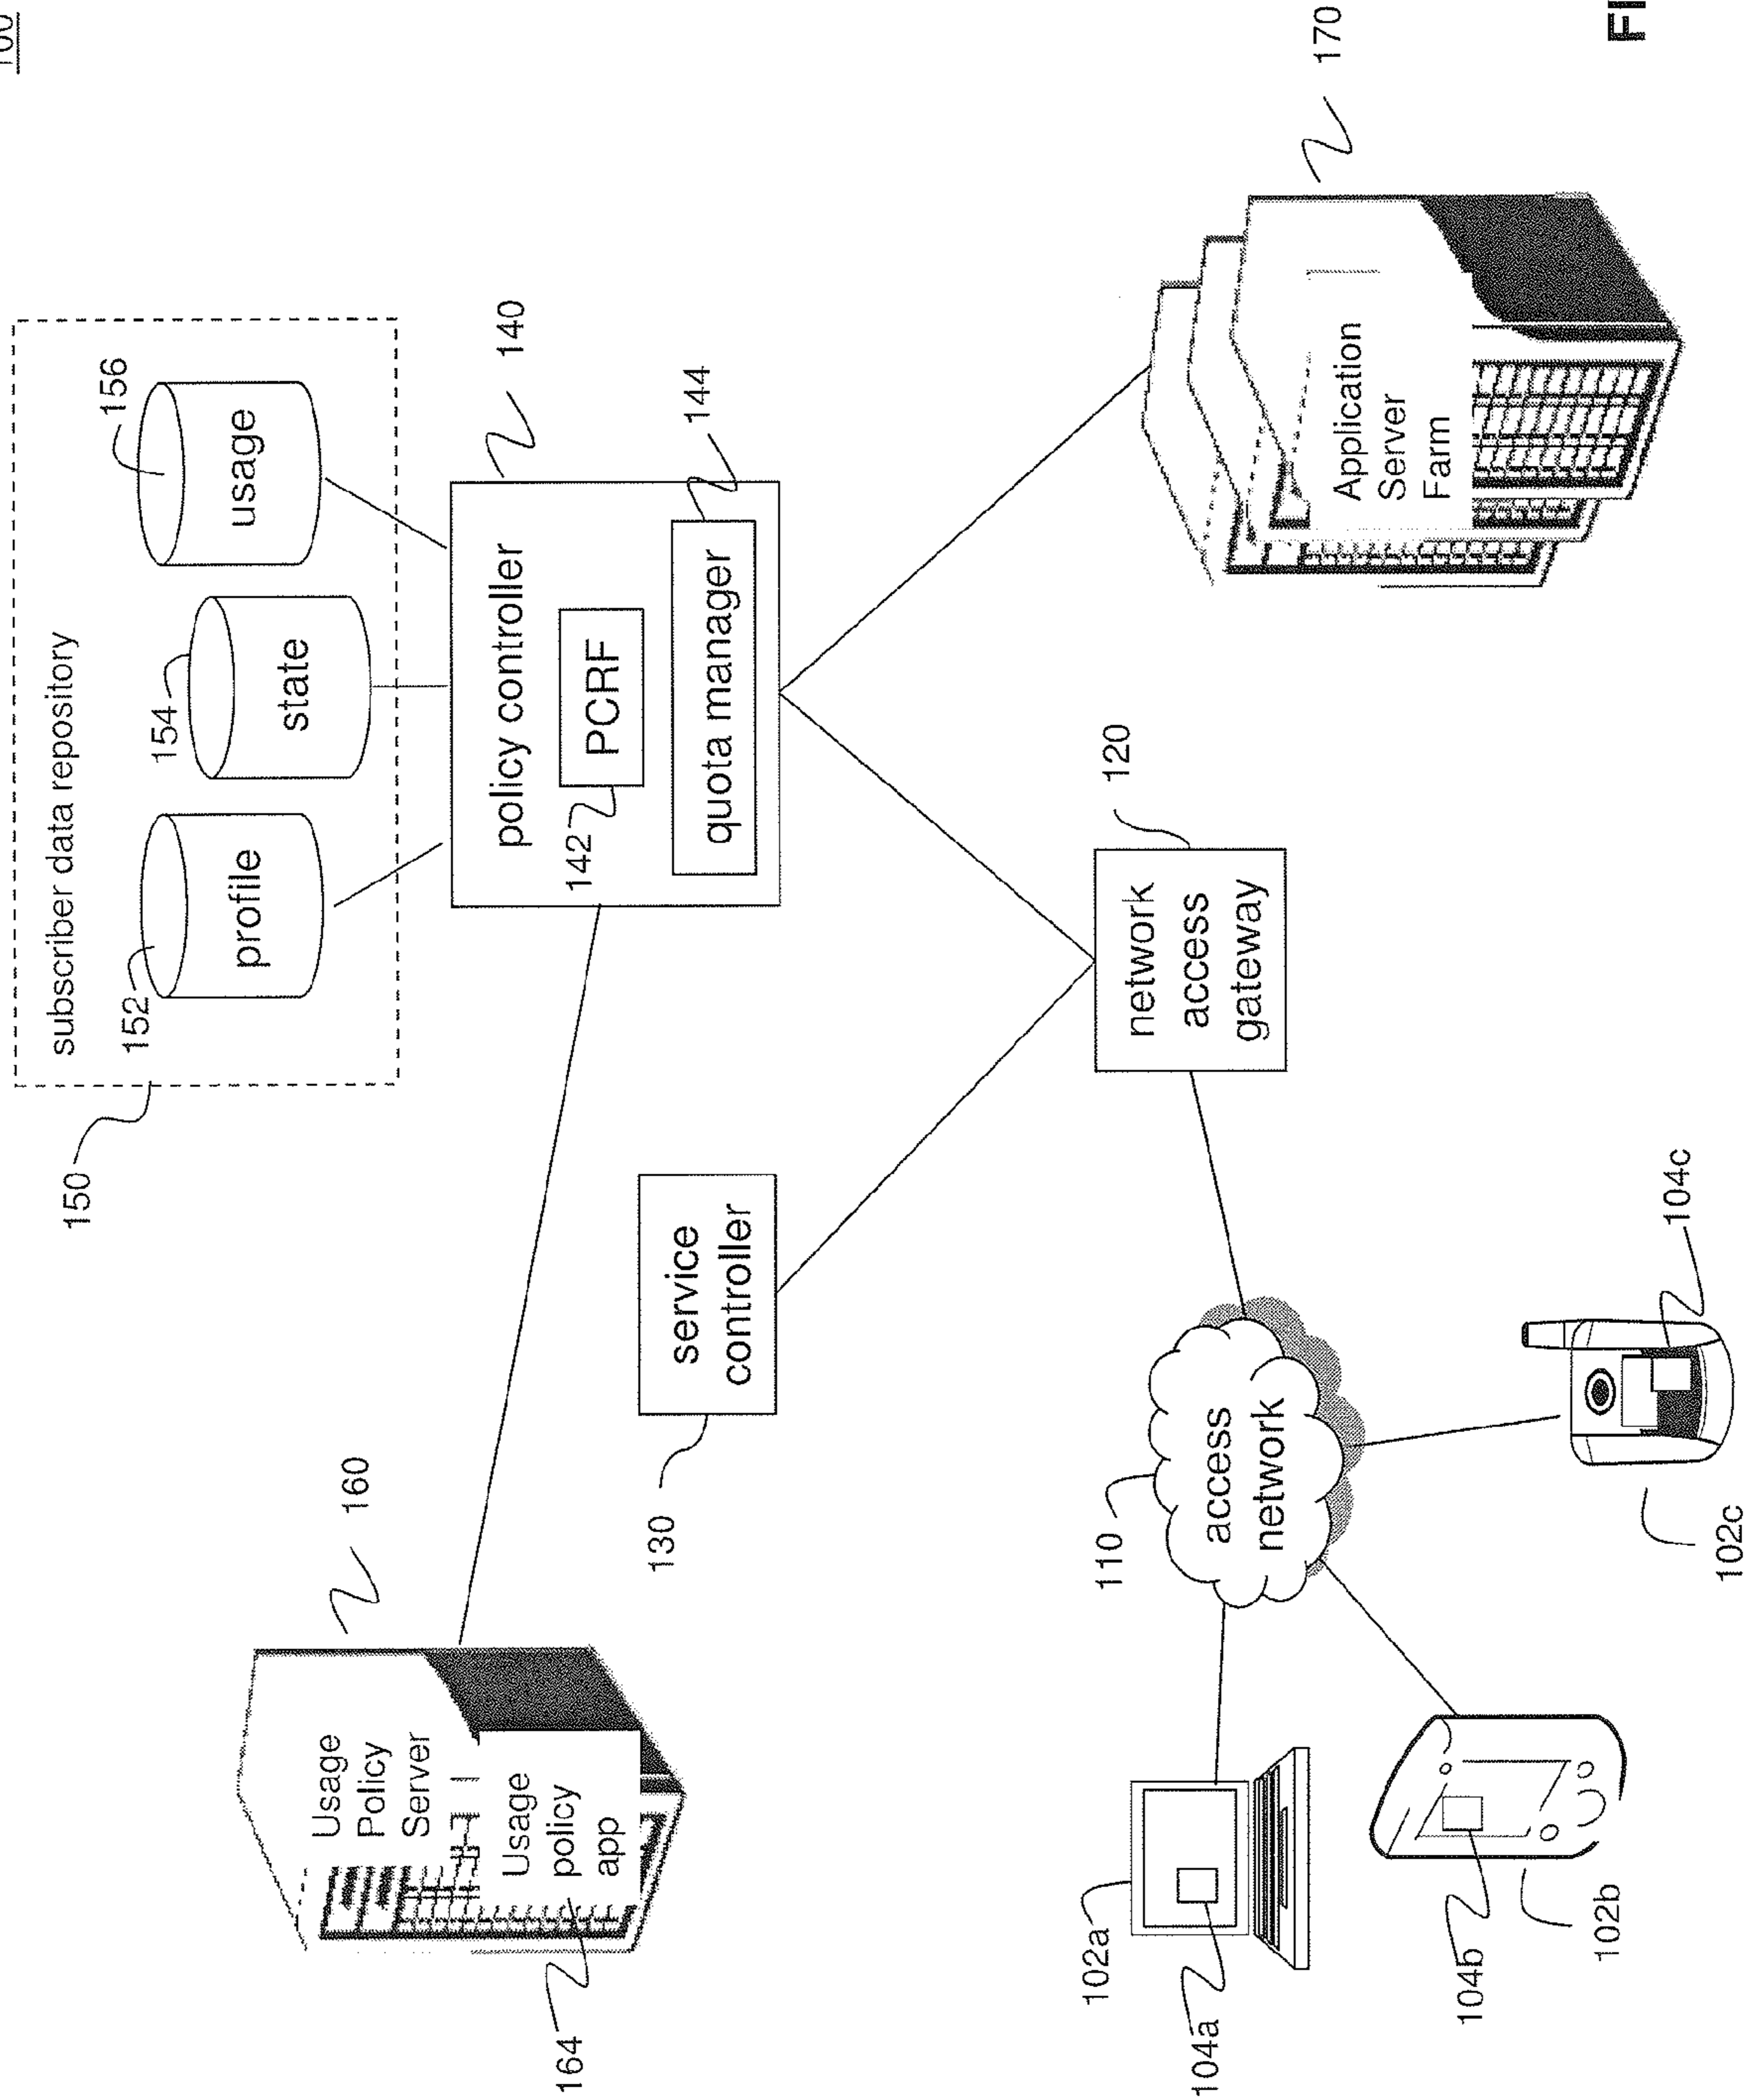 subscriber data repository
150
152
154
156
profile
state
usage
160
Usage
Policy
Server
Usage
policy
app
164
140
policy controller
142
PCRF
144
quota manager
130
service
controller
120
network
access
gateway
110
access
network
102a
104a
104b
102b
104c
102c
170
Application
Server
Farm
FI